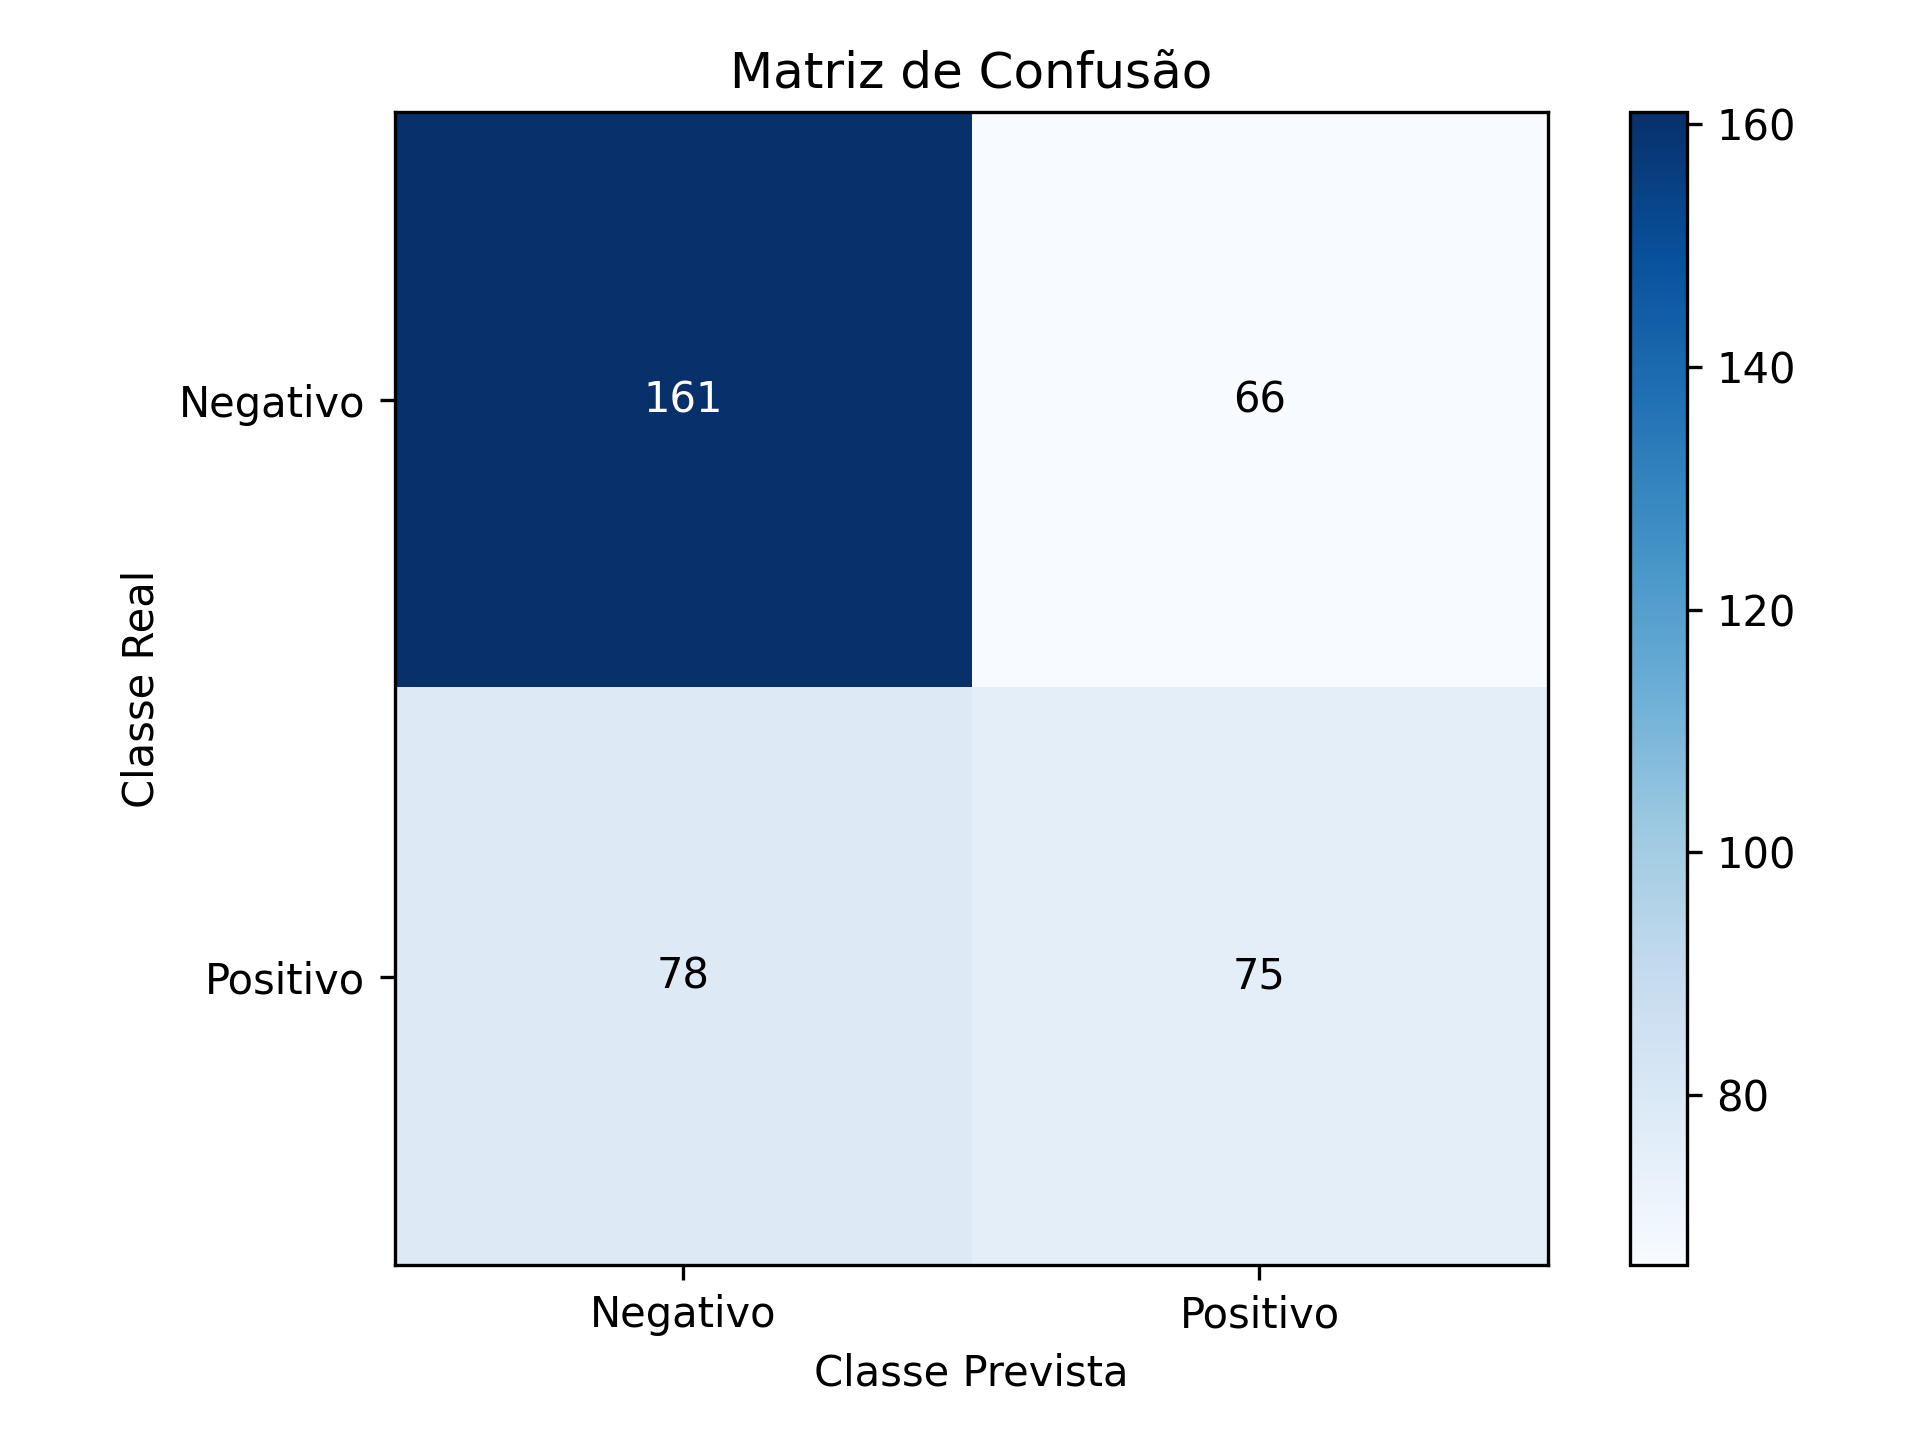 Matriz de Confusão
160
140
120
100
80
Classe Real
Negativo
161
66
Positivo
78
75
Negativo
Positivo
Classe Prevista